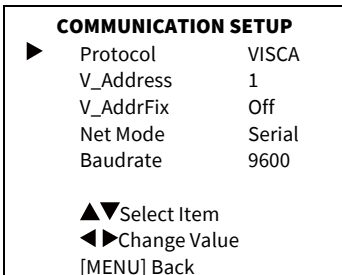 COMMUNICATION SETUP
▶ Protocol VISCA
V_Address 1
V_AddrFix Off
Net Mode Serial
Baudrate 9600
▲▼Select Item
◀ ▶Change Value
[MENU] Back